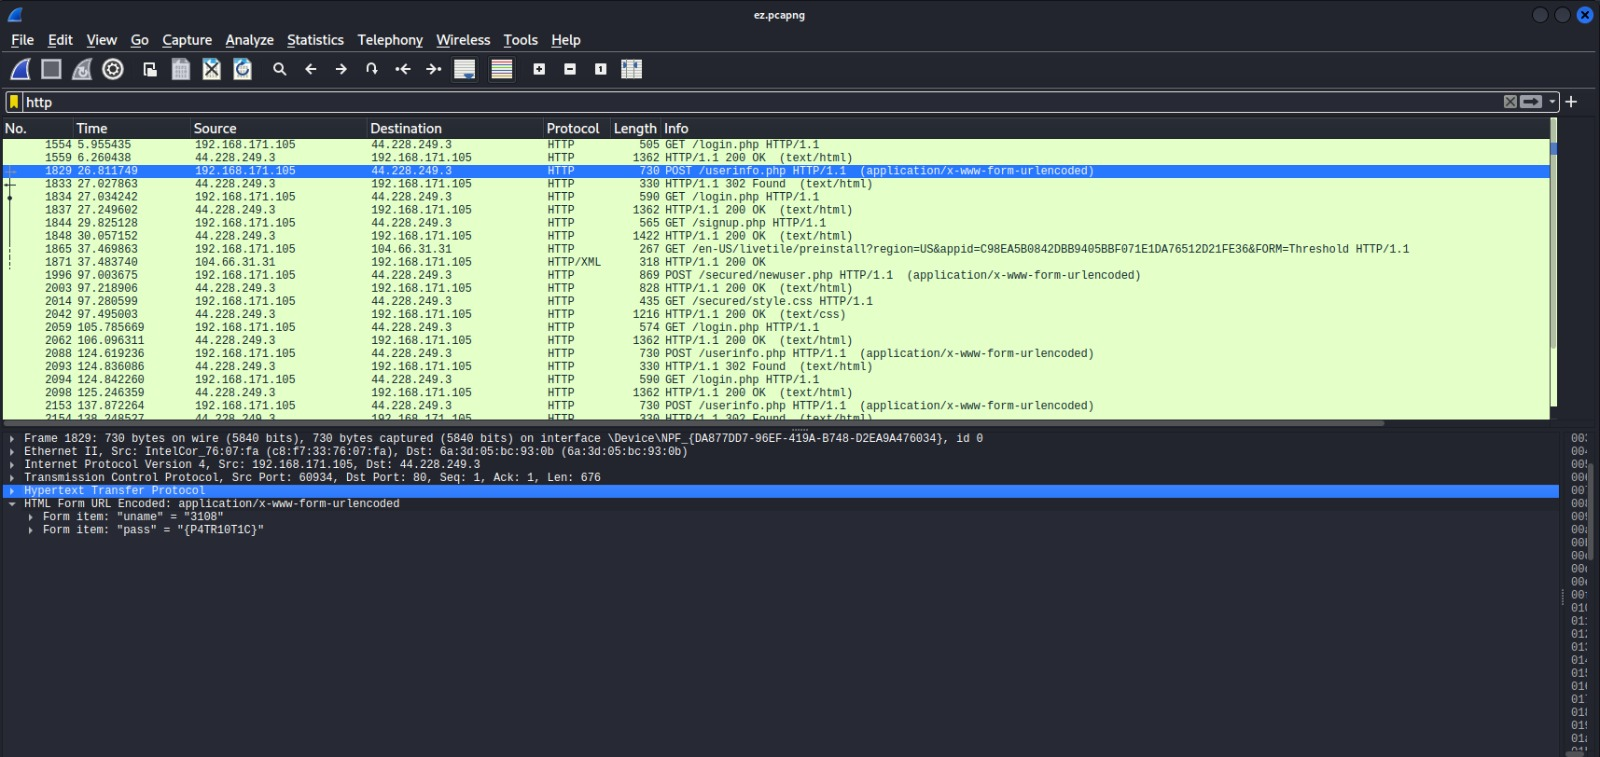 ez.pcapng
File Edit View Go Capture Analyze Statistics Telephony Wireless Tools Help
http
No. Time Source Destination Protocol Length Info
1554 5.955435 192.168.171.105 44.228.249.3 HTTP 505 GET /login.php HTTP/1.1
1559 6.260438 44.228.249.3 192.168.171.105 HTTP 1362 HTTP/1.1 200 OK (text/html)
1829 26.811749 192.168.171.105 44.228.249.3 HTTP 730 POST /userinfo.php HTTP/1.1 (application/x-www-form-urlencoded)
1833 27.027863 44.228.249.3 192.168.171.105 HTTP 330 HTTP/1.1 302 Found (text/html)
1834 27.034242 192.168.171.105 44.228.249.3 HTTP 590 GET /login.php HTTP/1.1
1837 27.249602 44.228.249.3 192.168.171.105 HTTP 1362 HTTP/1.1 200 OK (text/html)
1844 29.825128 192.168.171.105 44.228.249.3 HTTP 565 GET /signup.php HTTP/1.1
1848 30.057152 44.228.249.3 192.168.171.105 HTTP 1422 HTTP/1.1 200 OK (text/html)
1865 37.469863 192.168.171.105 104.66.31.31 HTTP 267 GET /en-US/livetile/preinstall?region=US&appid=C98EA5B0842DBB9405BBF071E1DA76512D21FE36&FORM=Threshold HTTP/1.1
1871 37.483740 104.66.31.31 192.168.171.105 HTTP/XML 318 HTTP/1.1 200 OK
1996 97.003675 192.168.171.105 44.228.249.3 HTTP 869 POST /secured/newuser.php HTTP/1.1 (application/x-www-form-urlencoded)
2003 97.218906 44.228.249.3 192.168.171.105 HTTP 828 HTTP/1.1 200 OK (text/html)
2014 97.280599 192.168.171.105 44.228.249.3 HTTP 435 GET /secured/style.css HTTP/1.1
2042 97.495003 44.228.249.3 192.168.171.105 HTTP 1216 HTTP/1.1 200 OK (text/css)
2059 105.785669 192.168.171.105 44.228.249.3 HTTP 574 GET /login.php HTTP/1.1
2062 106.096311 44.228.249.3 192.168.171.105 HTTP 1362 HTTP/1.1 200 OK (text/html)
2088 124.619236 192.168.171.105 44.228.249.3 HTTP 730 POST /userinfo.php HTTP/1.1 (application/x-www-form-urlencoded)
2093 124.836086 44.228.249.3 192.168.171.105 HTTP 330 HTTP/1.1 302 Found (text/html)
2094 124.842260 192.168.171.105 44.228.249.3 HTTP 590 GET /login.php HTTP/1.1
2098 125.246359 44.228.249.3 192.168.171.105 HTTP 1362 HTTP/1.1 200 OK (text/html)
2153 137.872264 192.168.171.105 44.228.249.3 HTTP 730 POST /userinfo.php HTTP/1.1 (application/x-www-form-urlencoded)
2154 138.248527 44.228.249.3 192.168.171.105 HTTP 330 HTTP/1.1 302 Found (text/html)
Frame 1829: 730 bytes on wire (5840 bits), 730 bytes captured (5840 bits) on interface \Device\NPF_{DA877DD7-96EF-419A-B748-D2EA9A476034}, id 0
Ethernet II, Src: IntelCor_76:07:fa (c8:f7:33:76:07:fa), Dst: 6a:3d:05:bc:93:0b (6a:3d:05:bc:93:0b)
Internet Protocol Version 4, Src: 192.168.171.105, Dst: 44.228.249.3
Transmission Control Protocol, Src Port: 60934, Dst Port: 80, Seq: 1, Ack: 1, Len: 676
Hypertext Transfer Protocol
HTML Form URL Encoded: application/x-www-form-urlencoded
Form item: "uname" = "3108"
Form item: "pass" = "{P4TR10T1C}"